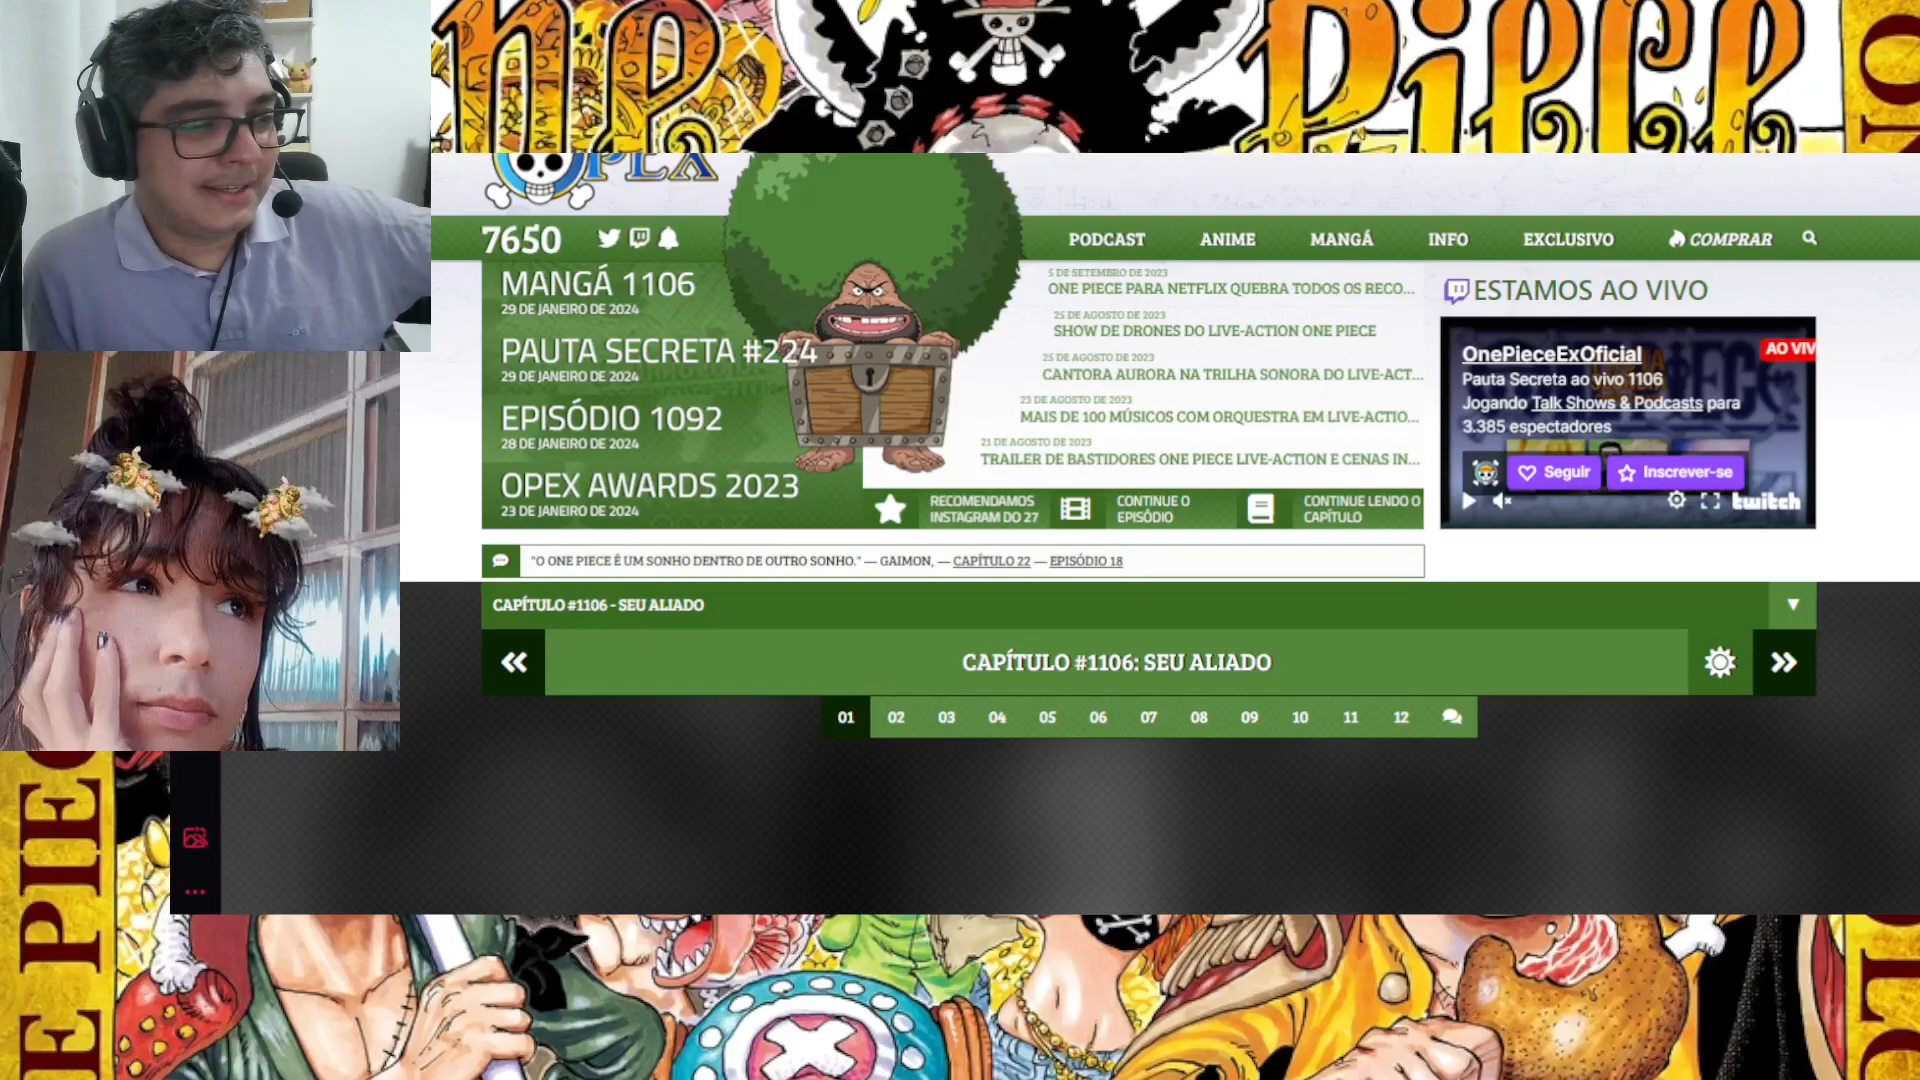 One Piece
OPEX
7650
PODCAST
ANIME
MANGÁ
INFO
EXCLUSIVO
COMPRAR
MANGÁ 1106
29 DE JANEIRO DE 2024
PAUTA SECRETA #224
29 DE JANEIRO DE 2024
EPISÓDIO 1092
28 DE JANEIRO DE 2024
OPEX AWARDS 2023
23 DE JANEIRO DE 2024
5 DE SETEMBRO DE 2023
ONE PIECE PARA NETFLIX QUEBRA TODOS OS RECO...
25 DE AGOSTO DE 2023
SHOW DE DRONES DO LIVE-ACTION ONE PIECE
25 DE AGOSTO DE 2023
CANTORA AURORA NA TRILHA SONORA DO LIVE-ACT...
23 DE AGOSTO DE 2023
MAIS DE 100 MÚSICOS COM ORQUESTRA EM LIVE-ACTIO...
21 DE AGOSTO DE 2023
TRAILER DE BASTIDORES ONE PIECE LIVE-ACTION E CENAS IN...
RECOMENDAMOS
INSTAGRAM DO 27
CONTINUE O
EPISÓDIO
CONTINUE LENDO O
CAPÍTULO
ESTAMOS AO VIVO
OnePieceExOficial
AO VIV
Pauta Secreta ao vivo 1106
Jogando Talk Shows & Podcasts para
3.385 espectadores
Seguir
Inscrever-se
twitch
"O ONE PIECE É UM SONHO DENTRO DE OUTRO SONHO." — GAIMON, — CAPÍTULO 22 — EPISÓDIO 18
CAPÍTULO #1106 - SEU ALIADO
CAPÍTULO #1106: SEU ALIADO
01 02 03 04 05 06 07 08 09 10 11 12